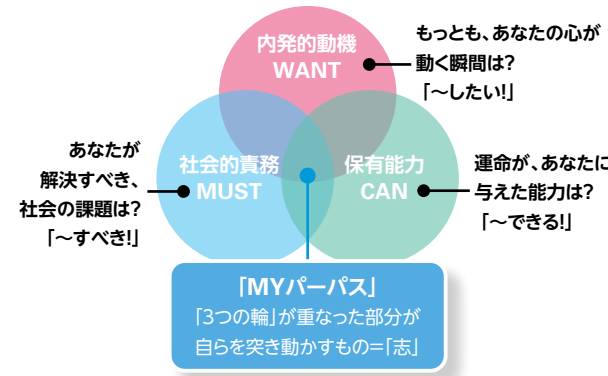 内発的動機
WANT
もっとも、あなたの心が
動く瞬間は?
「〜したい!」
あなたが
解決すべき、
社会の課題は?
「〜すべき!」
社会的責務
MUST
保有能力
CAN
運命が、あなたに
与えた能力は?
「〜できる!」
「MYパーパス」
「3つの輪」が重なった部分が
自らを突き動かすもの=「志」